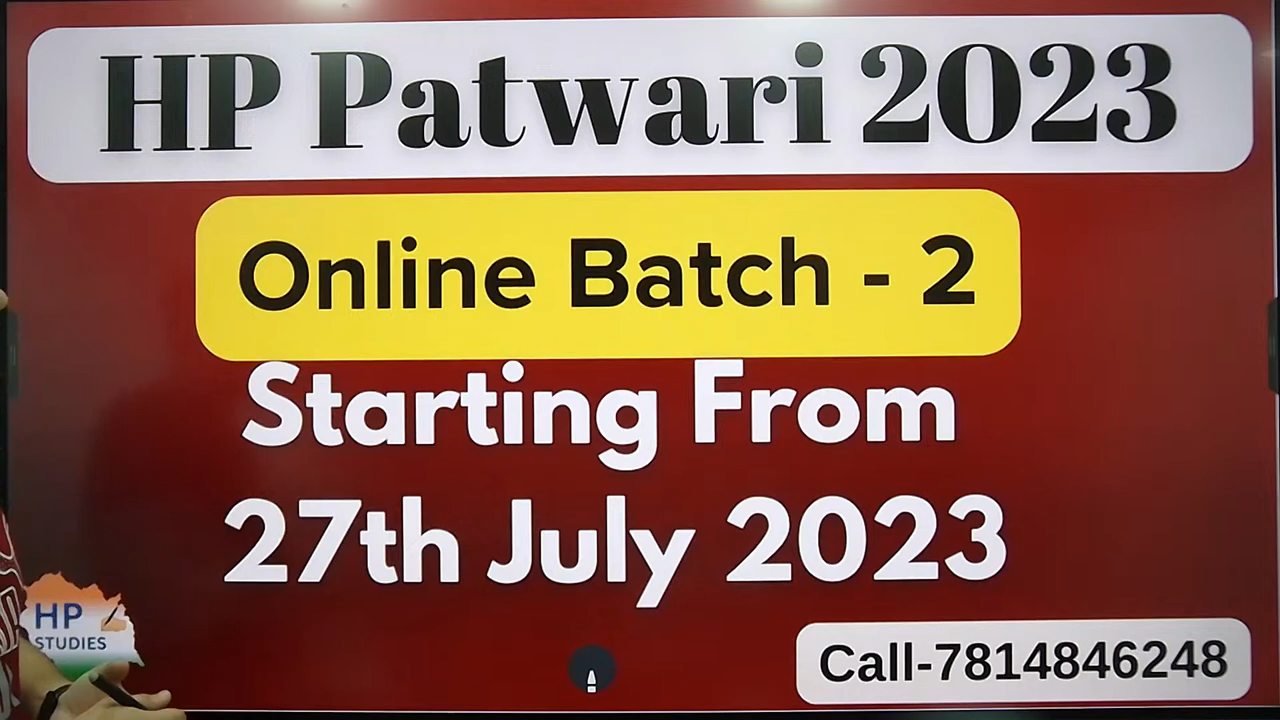 HP Patwari 2023
Online Batch - 2
Starting From
27th July 2023
HP
STUDIES
Call-7814846248